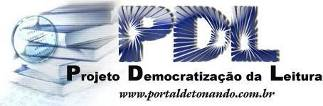 PDL
Projeto Democratização da Leitura
www.portaldetonando.com.br